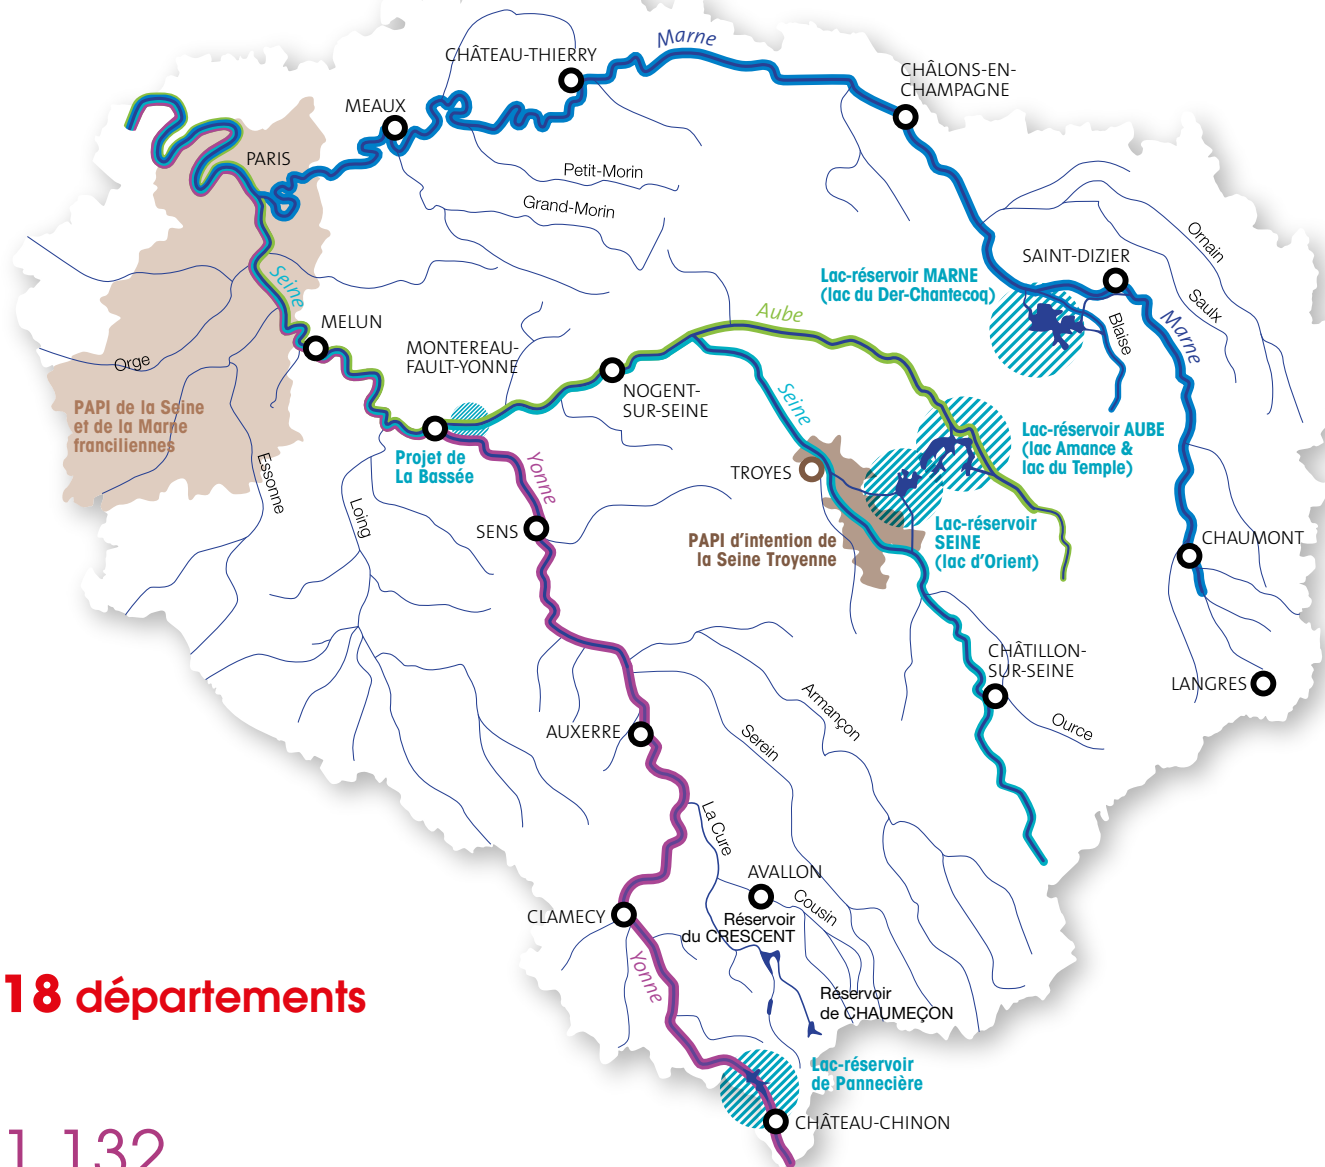 Marne
CHÂTEAU-THIERRY
CHÂLONS-EN-
CHAMPAGNE
MEAUX
PARIS
Petit-Morin
Grand-Morin
Ornain
SAINT-DIZIER
Lac-réservoir MARNE
(lac du Der-Chantecoq)
Seine
Saulx
Aube
Blaise
Marne
MELUN
MONTEREAU-
FAULT-YONNE
Orge
NOGENT-
SUR-SEINE
Seine
PAPI de la Seine
et de la Marne
franciliennes
Lac-réservoir AUBE
(lac Amance &
lac du Temple)
Projet de
La Bassée
Yonne
TROYES
Essonne
Loing
SENS
Lac-réservoir
SEINE
(lac d'Orient)
PAPI d'intention de
la Seine Troyenne
CHAUMONT
CHÂTILLON-
SUR-SEINE
LANGRES
Armançon
Ource
AUXERRE
Serein
La Cure
AVALLON
Cousin
CLAMECY
Réservoir
du CRESCENT
Yonne
Réservoir
de CHAUMEÇON
18 départements
Lac-réservoir
de Pannecière
CHÂTEAU-CHINON
1 132